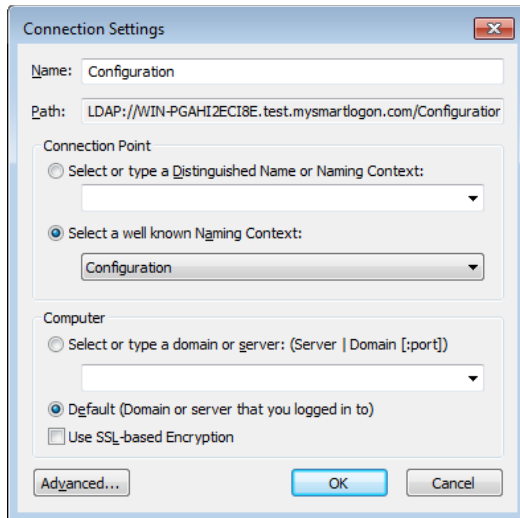 Connection Settings
Name: Configuration
Path: LDAP://WIN-PGAHI2ECI8E.test.mysmartlogon.com/Configuration
Connection Point
Select or type a Distinguished Name or Naming Context:
Select a well known Naming Context:
Configuration
Computer
Select or type a domain or server: (Server | Domain [:port])
Default (Domain or server that you logged in to)
Use SSL-based Encryption
Advanced...
OK
Cancel